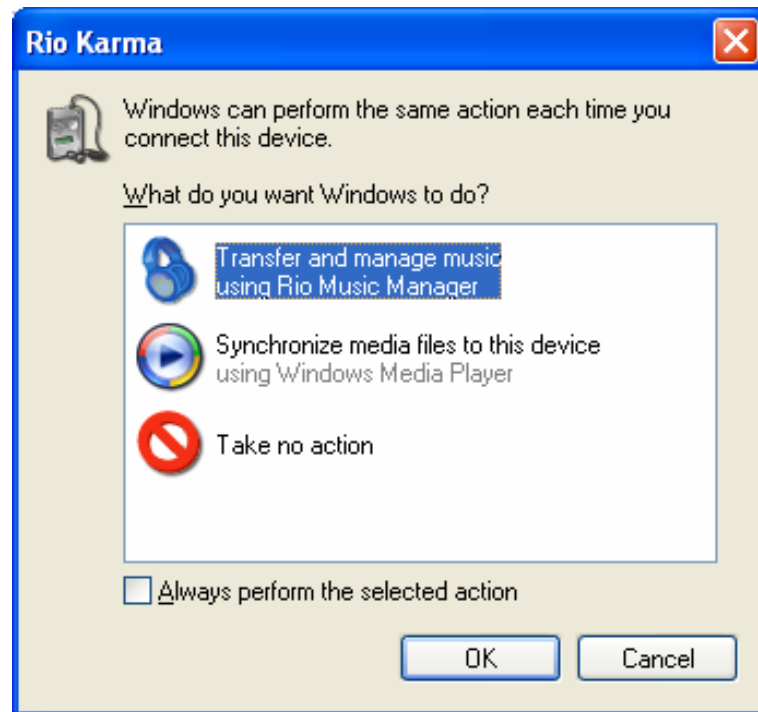 Rio Karma
Windows can perform the same action each time you
connect this device.
What do you want Windows to do?
Transfer and manage music
using Rio Music Manager
Synchronize media files to this device
using Windows Media Player
Take no action
Always perform the selected action
OK
Cancel